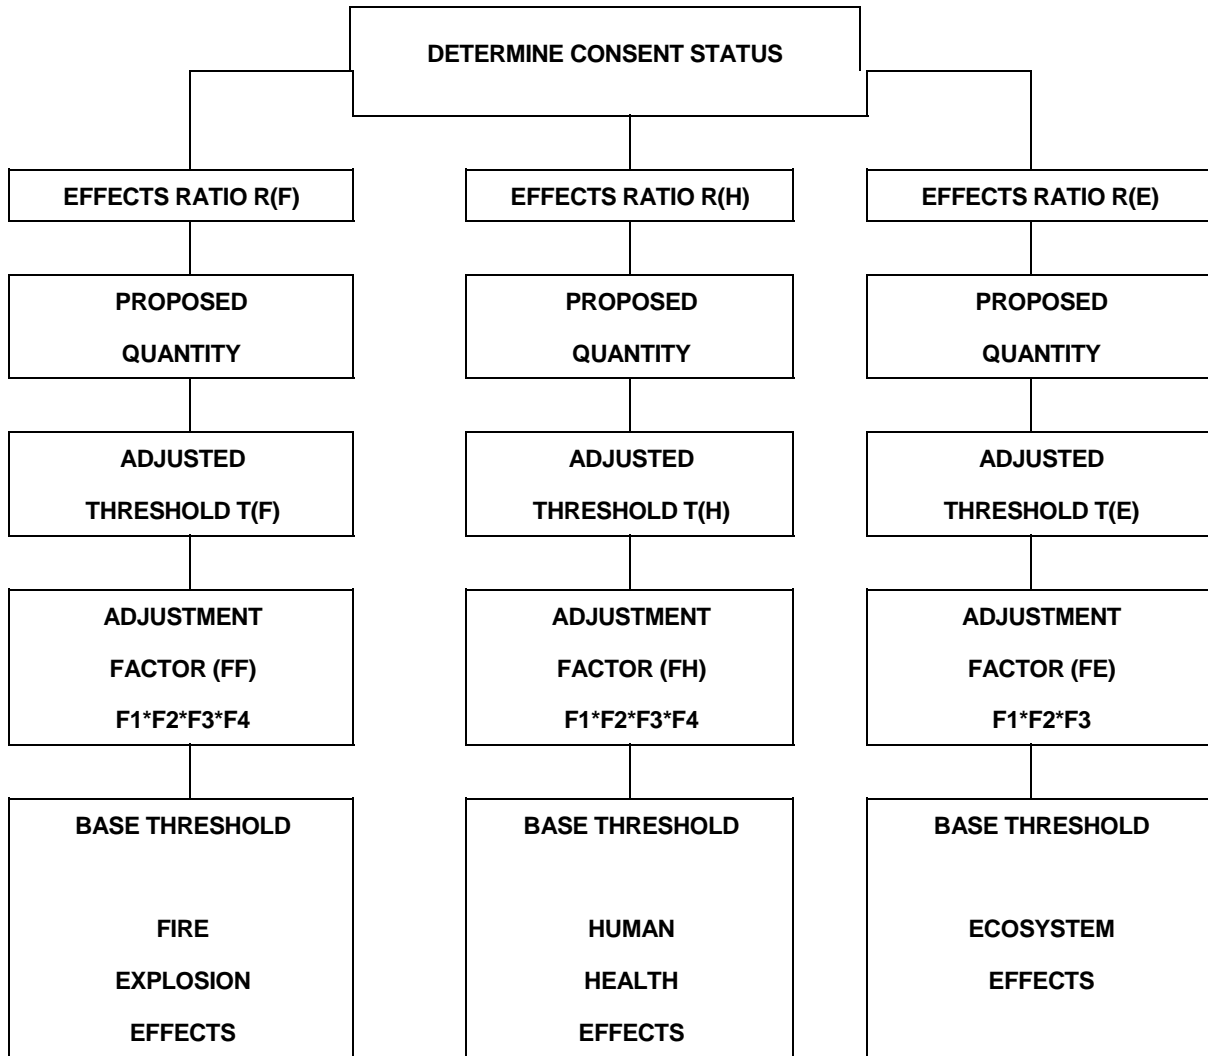 DETERMINE CONSENT STATUS
EFFECTS RATIO R(F)
EFFECTS RATIO R(H)
EFFECTS RATIO R(E)
PROPOSED
QUANTITY
PROPOSED
QUANTITY
PROPOSED
QUANTITY
ADJUSTED
THRESHOLD T(F)
ADJUSTED
THRESHOLD T(H)
ADJUSTED
THRESHOLD T(E)
ADJUSTMENT
FACTOR (FF)
F1*F2*F3*F4
ADJUSTMENT
FACTOR (FH)
F1*F2*F3*F4
ADJUSTMENT
FACTOR (FE)
F1*F2*F3
BASE THRESHOLD
FIRE
EXPLOSION
EFFECTS
BASE THRESHOLD
HUMAN
HEALTH
EFFECTS
BASE THRESHOLD
ECOSYSTEM
EFFECTS